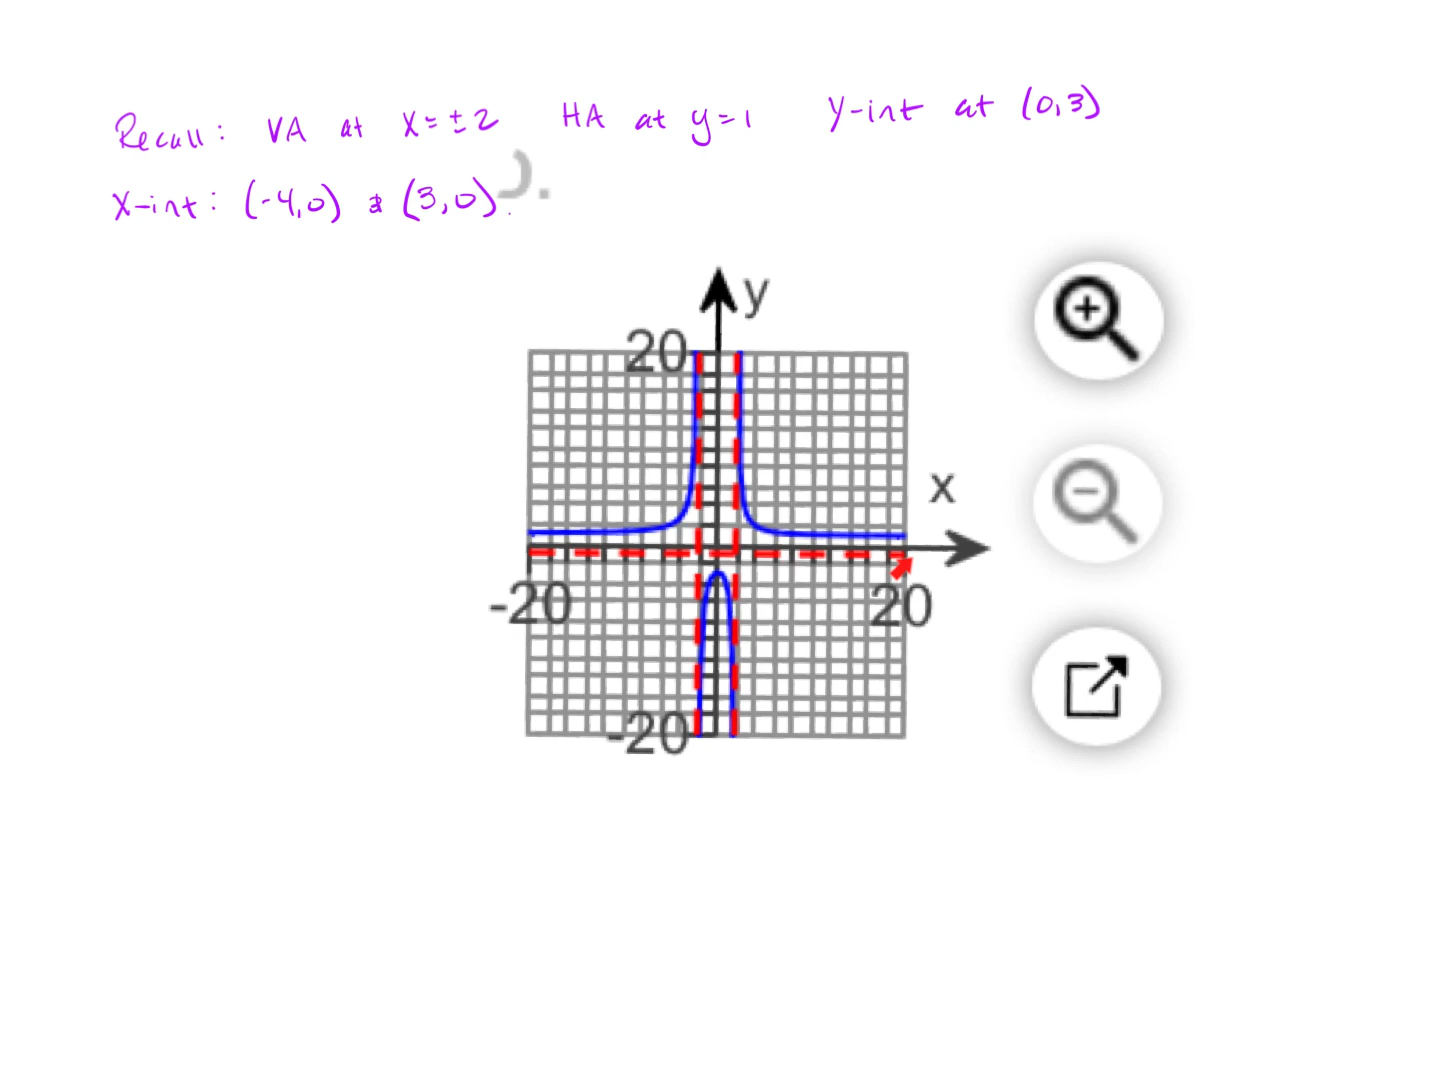 Recall: VA at x=±2 HA at y=1 y-int at (0,3)
x-int: (-4,0) & (3,0).
y
20
x
-20
20
-20